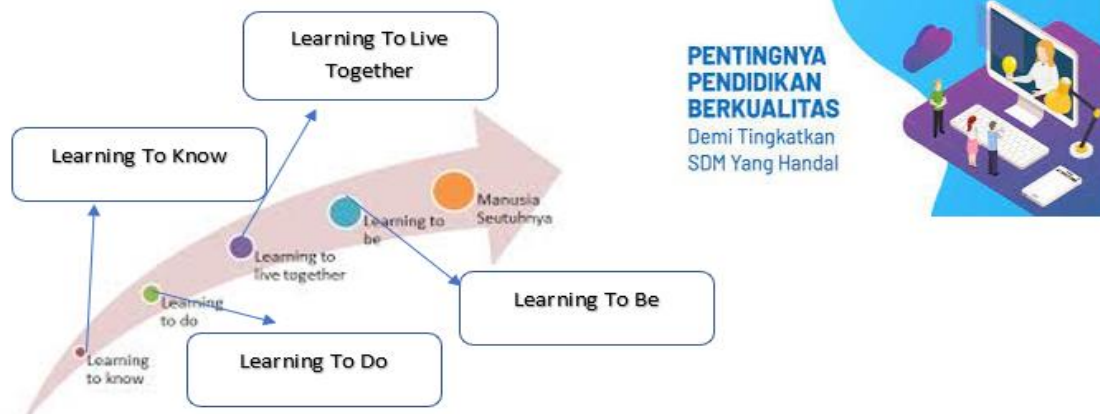 Learning To Live
Together
Learning To Know
Manusia
Seutuhnya
Learning to
be
Learning to
live together
Learning
to do
Learning
to know
Learning To Be
Learning To Do
PENTINGNYA
PENDIDIKAN
BERKUALITAS
Demi Tingkatkan
SDM Yang Handal